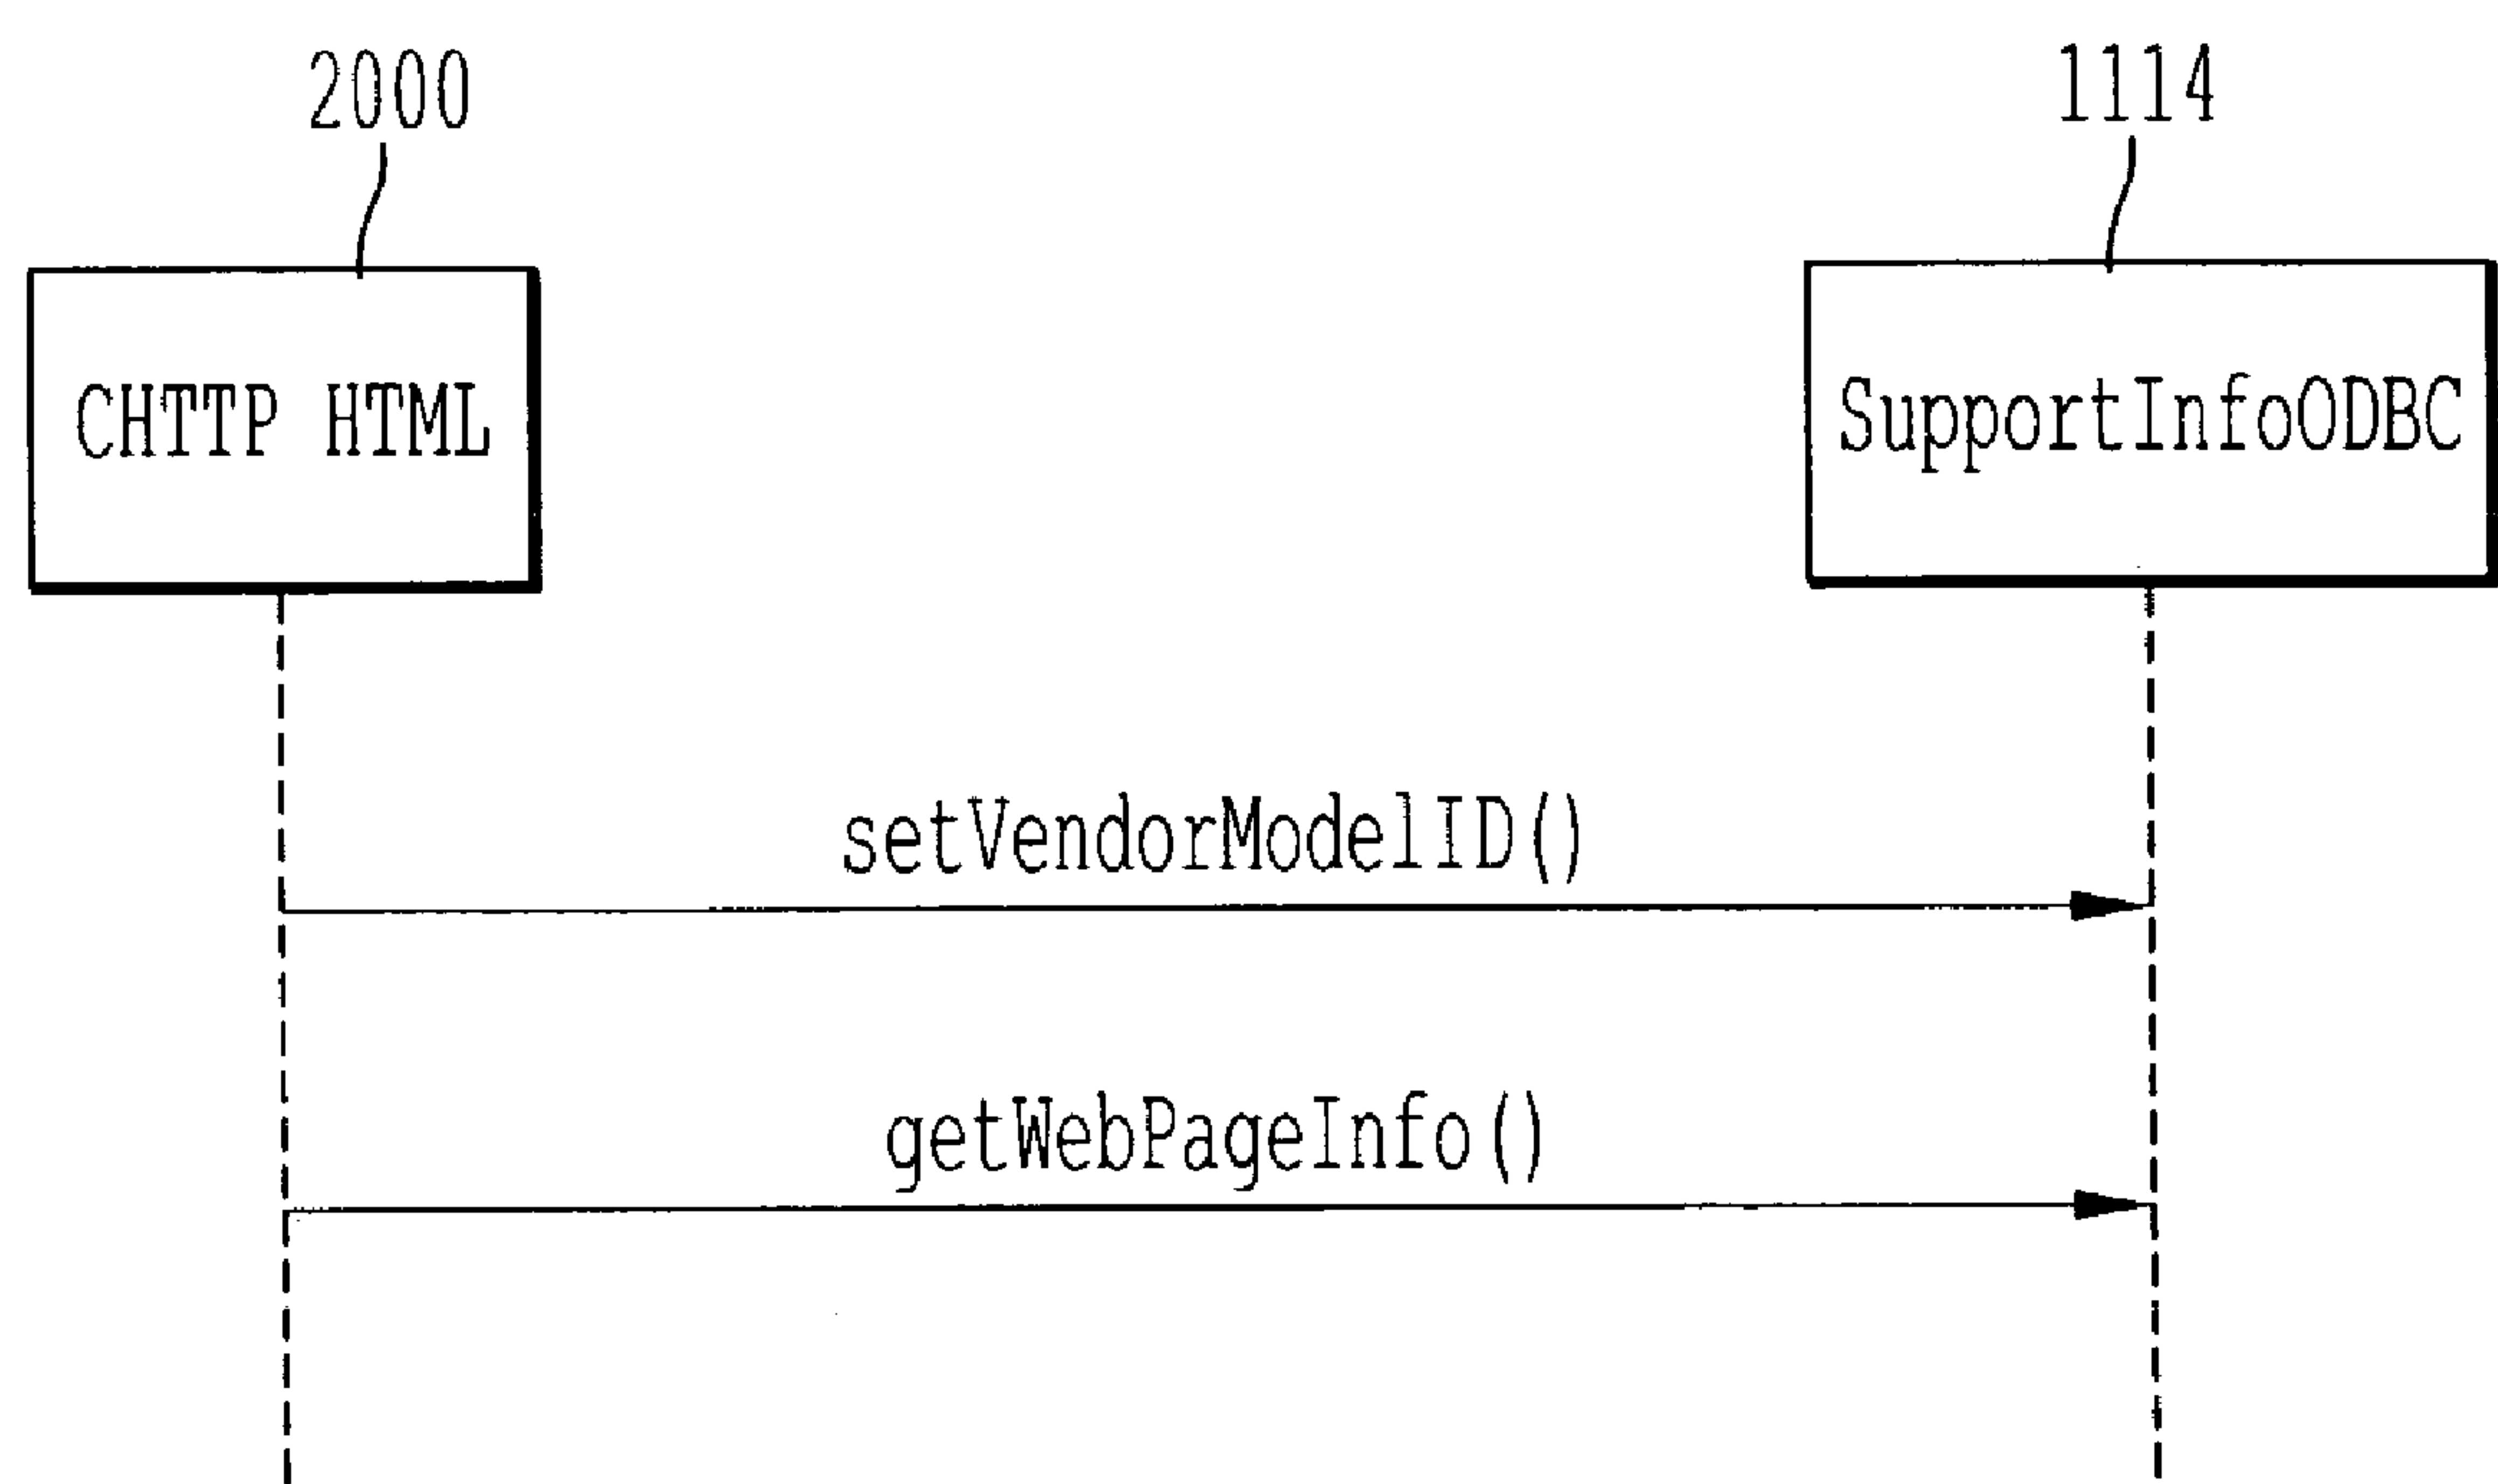 2000
1114
CHTTP HTML
SupportInfoODBC
setVendorModelID()
getWebPageInfo()